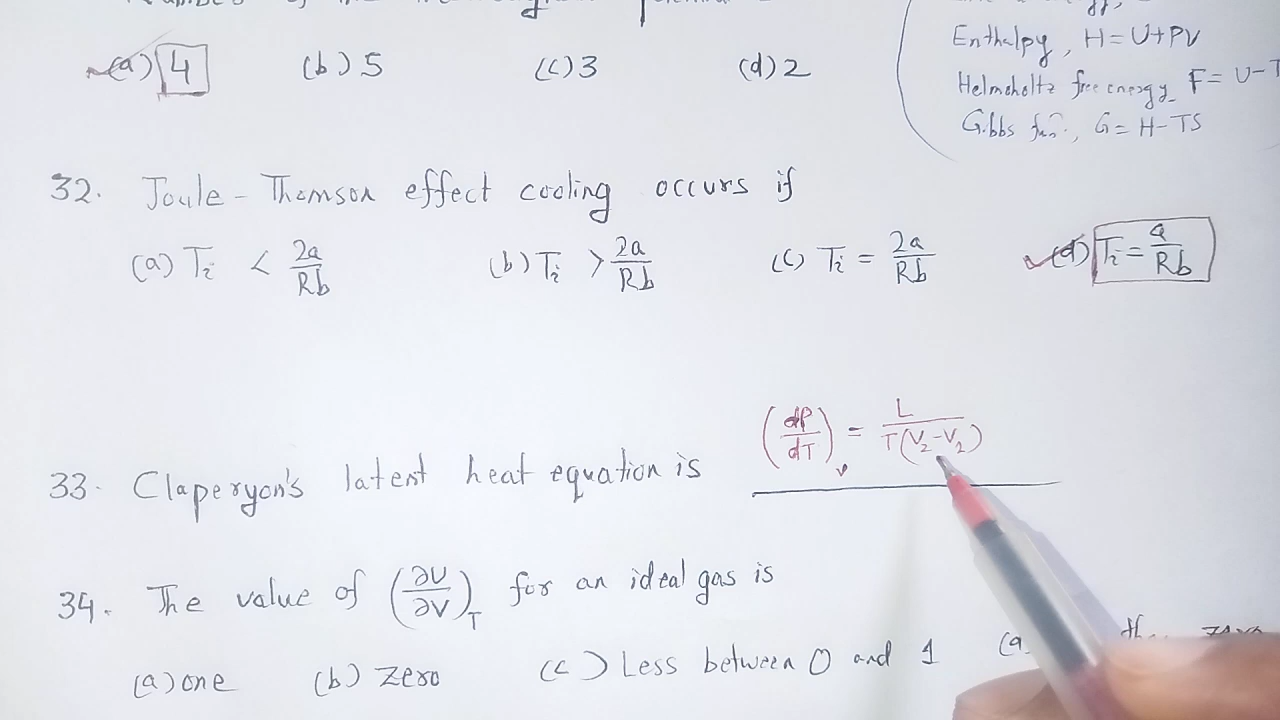 (a) 4 (b) 5 (c) 3 (d) 2
Enthalpy, H = U+PV
Helmholtz free energy F = U-T
Gibbs fun., G = H-TS
32. Joule-Thomson effect cooling occurs if
(a) Ti < 2a/Rb (b) Ti > 2a/Rb (c) Ti = 2a/Rb (d) Ti = a/Rb
33. Claperyon's latent heat equation is (dP/dT)v = L/T(V2-V2)
34. The value of (∂U/∂V)T for an ideal gas is
(a) one (b) zero (c) Less between 0 and 1